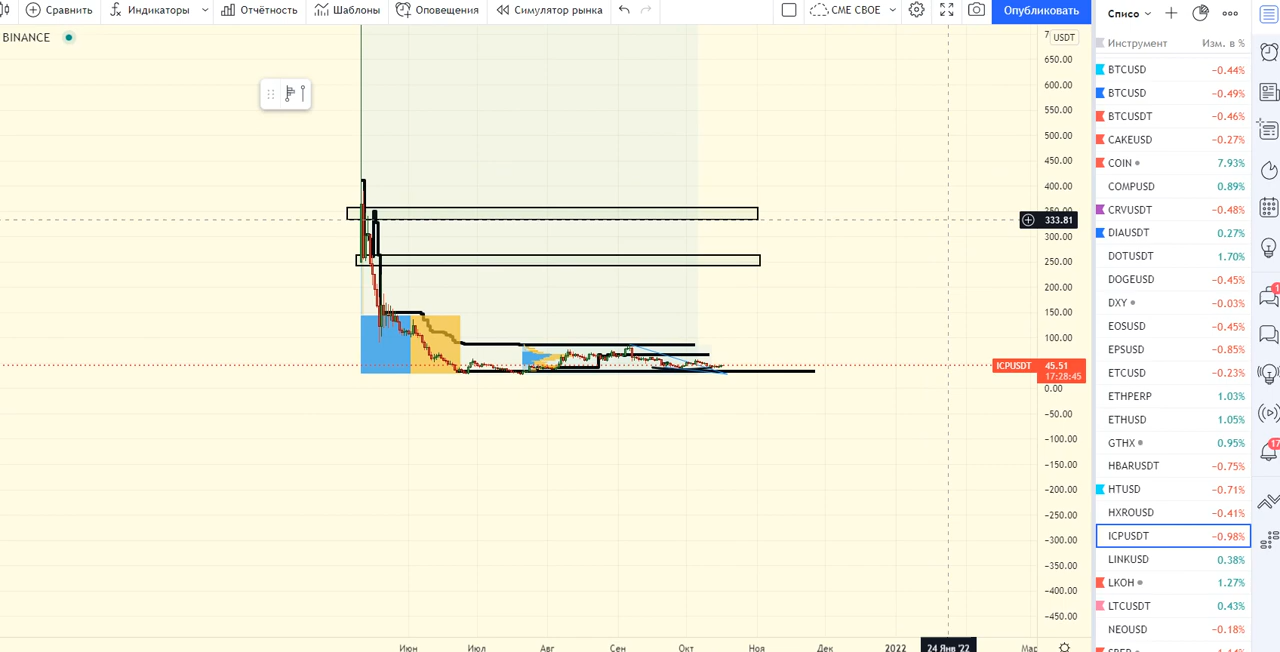 Сравнить Индикаторы Отчётность Шаблоны Оповещения Симулятор рынка CME СВОЕ Опубликовать
BINANCE
USDT
650.00
600.00
550.00
500.00
450.00
400.00
333.81
300.00
250.00
200.00
150.00
100.00
ICPUSDT 45.51
17:28:45
0.00
−50.00
−100.00
−150.00
−200.00
−250.00
−300.00
−350.00
−400.00
−450.00
Июн Июл Авг Сен Окт Ноя Дек 2022 24 Янв '22 Мар
Списо
Инструмент Изм. в %
BTCUSD −0.44%
BTCUSD −0.49%
BTCUSDT −0.46%
CAKEUSD −0.27%
COIN 7.93%
COMPUSD 0.89%
CRVUSDT −0.48%
DIAUSDT 0.27%
DOTUSDT 1.70%
DOGEUSD −0.45%
DXY −0.03%
EOSUSD −0.45%
EPSUSD −0.85%
ETCUSD −0.23%
ETHPERP 1.03%
ETHUSD 1.05%
GTHX 0.95%
HBARUSDT −0.75%
HTUSD −0.71%
HXROUSD −0.41%
ICPUSDT −0.98%
LINKUSD 0.38%
LKOH 1.27%
LTCUSDT 0.43%
NEOUSD −0.18%
17